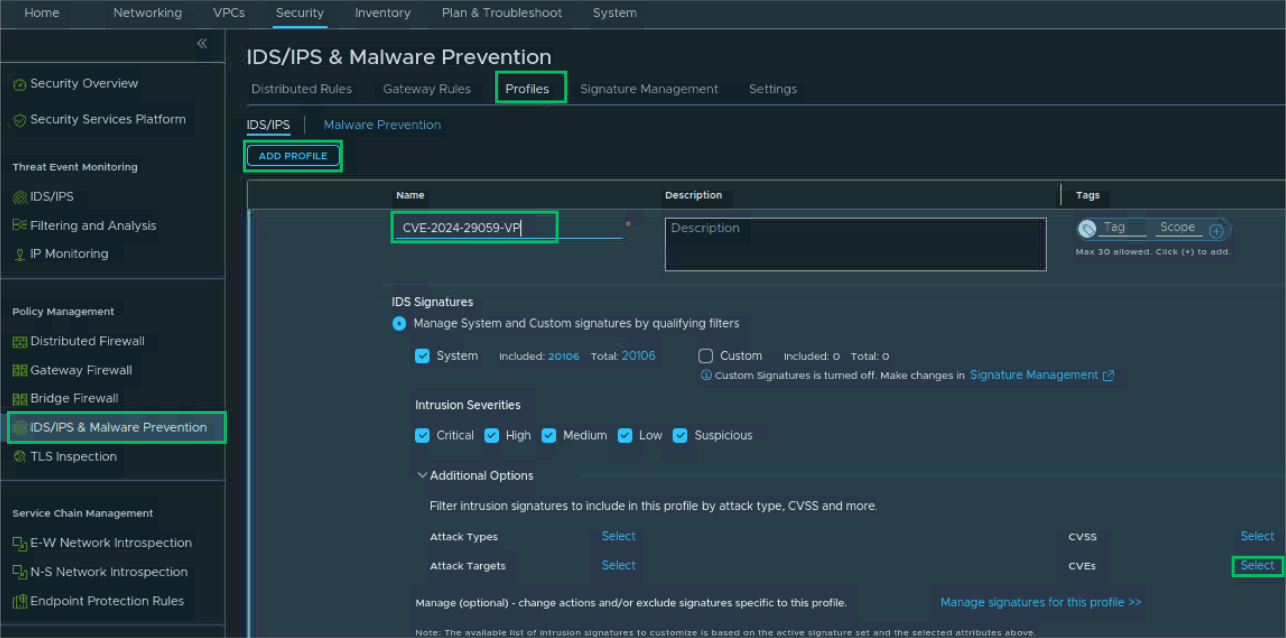 Home Networking VPCs Security Inventory Plan & Troubleshoot System
«
Security Overview
Security Services Platform
Threat Event Monitoring
IDS/IPS
Filtering and Analysis
IP Monitoring
Policy Management
Distributed Firewall
Gateway Firewall
Bridge Firewall
IDS/IPS & Malware Prevention
TLS Inspection
Service Chain Management
E-W Network Introspection
N-S Network Introspection
Endpoint Protection Rules
IDS/IPS & Malware Prevention
Distributed Rules Gateway Rules Profiles Signature Management Settings
IDS/IPS Malware Prevention
ADD PROFILE
Name Description Tags
CVE-2024-29059-VP * Description Tag Scope
Max 30 allowed. Click (+) to add.
IDS Signatures
Manage System and Custom signatures by qualifying filters
System Included: 20106 Total: 20106 Custom Included: 0 Total: 0
Custom Signatures is turned off. Make changes in Signature Management
Intrusion Severities
Critical High Medium Low Suspicious
Additional Options
Filter intrusion signatures to include in this profile by attack type, CVSS and more.
Attack Types Select CVSS Select
Attack Targets Select CVEs Select
Manage (optional) - change actions and/or exclude signatures specific to this profile. Manage signatures for this profile >>
Note: The available list of intrusion signatures to customize is based on the active signature set and the selected attributes above.